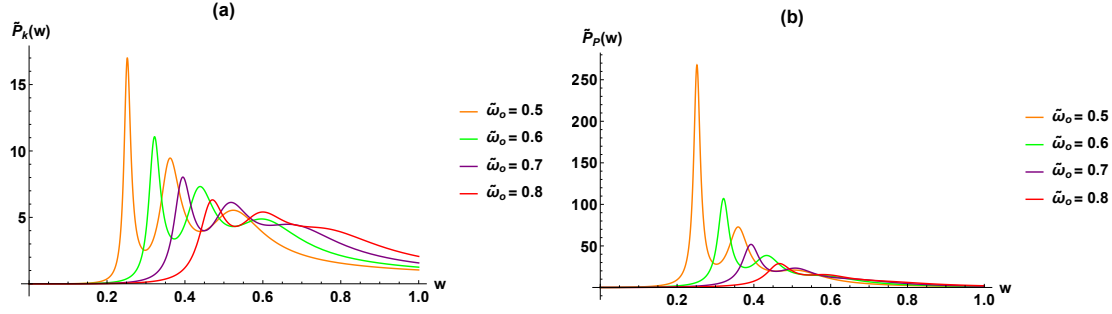 (a)
P̃ₖ(w)
15
10
5
0.2 0.4 0.6 0.8 1.0 w
ω̃ₒ = 0.5
ω̃ₒ = 0.6
ω̃ₒ = 0.7
ω̃ₒ = 0.8
(b)
P̃ₚ(w)
250
200
150
100
50
0.2 0.4 0.6 0.8 1.0 w
ω̃ₒ = 0.5
ω̃ₒ = 0.6
ω̃ₒ = 0.7
ω̃ₒ = 0.8